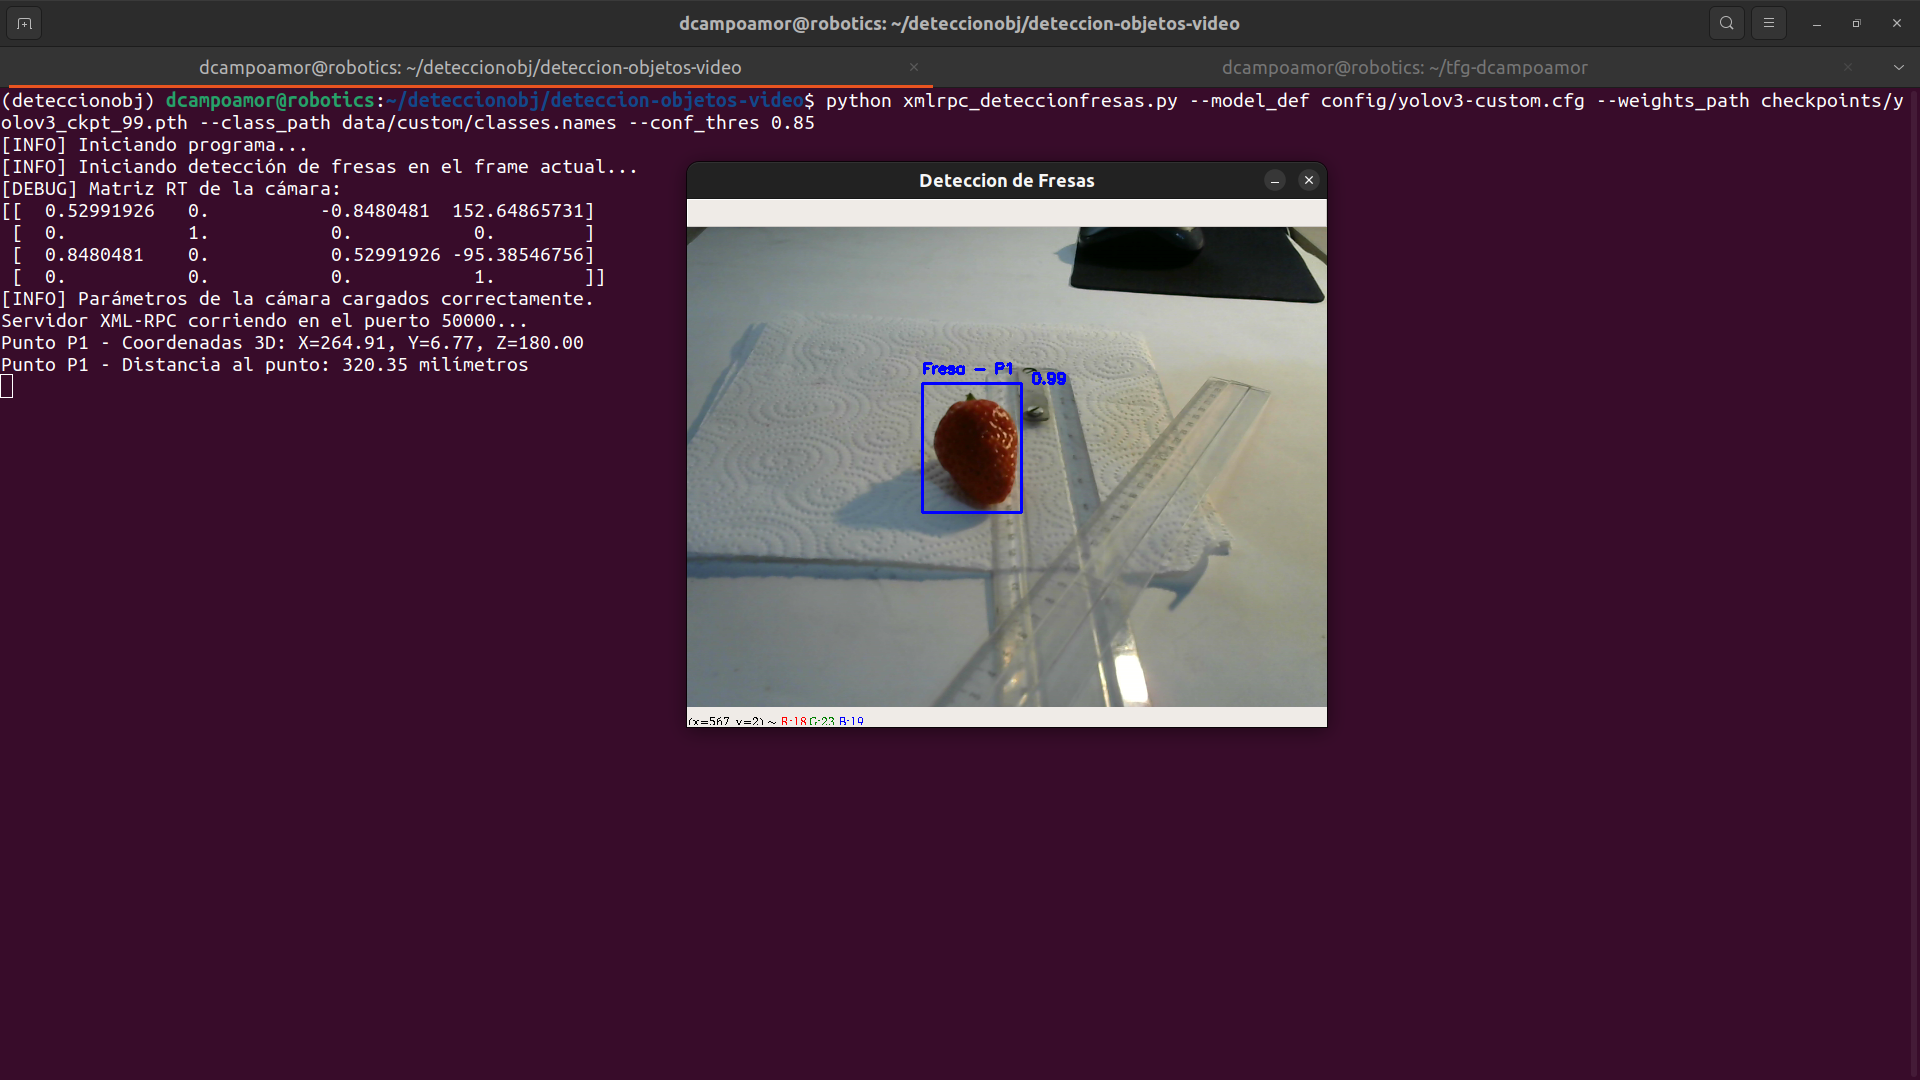 dcampoamor@robotics: ~/deteccionobj/deteccion-objetos-video
dcampoamor@robotics: ~/deteccionobj/deteccion-objetos-video
dcampoamor@robotics: ~/tfg-dcampoamor
(deteccionobj) dcampoamor@robotics:~/deteccionobj/deteccion-objetos-video$ python xmlrpc_deteccionfresas.py --model_def config/yolov3-custom.cfg --weights_path checkpoints/y
olov3_ckpt_99.pth --class_path data/custom/classes.names --conf_thres 0.85
[INFO] Iniciando programa...
[INFO] Iniciando detección de fresas en el frame actual...
[DEBUG] Matriz RT de la cámara:
[[  0.52991926   0.          -0.8480481  152.64865731]
 [  0.           1.           0.           0.        ]
 [  0.8480481    0.           0.52991926 -95.38546756]
 [  0.           0.           0.           1.        ]]
[INFO] Parámetros de la cámara cargados correctamente.
Servidor XML-RPC corriendo en el puerto 50000...
Punto P1 - Coordenadas 3D: X=264.91, Y=6.77, Z=180.00
Punto P1 - Distancia al punto: 320.35 milímetros
Deteccion de Fresas
Fresa - P1
0.99
(x=567, y=2) ~ R:18 G:23 B:19